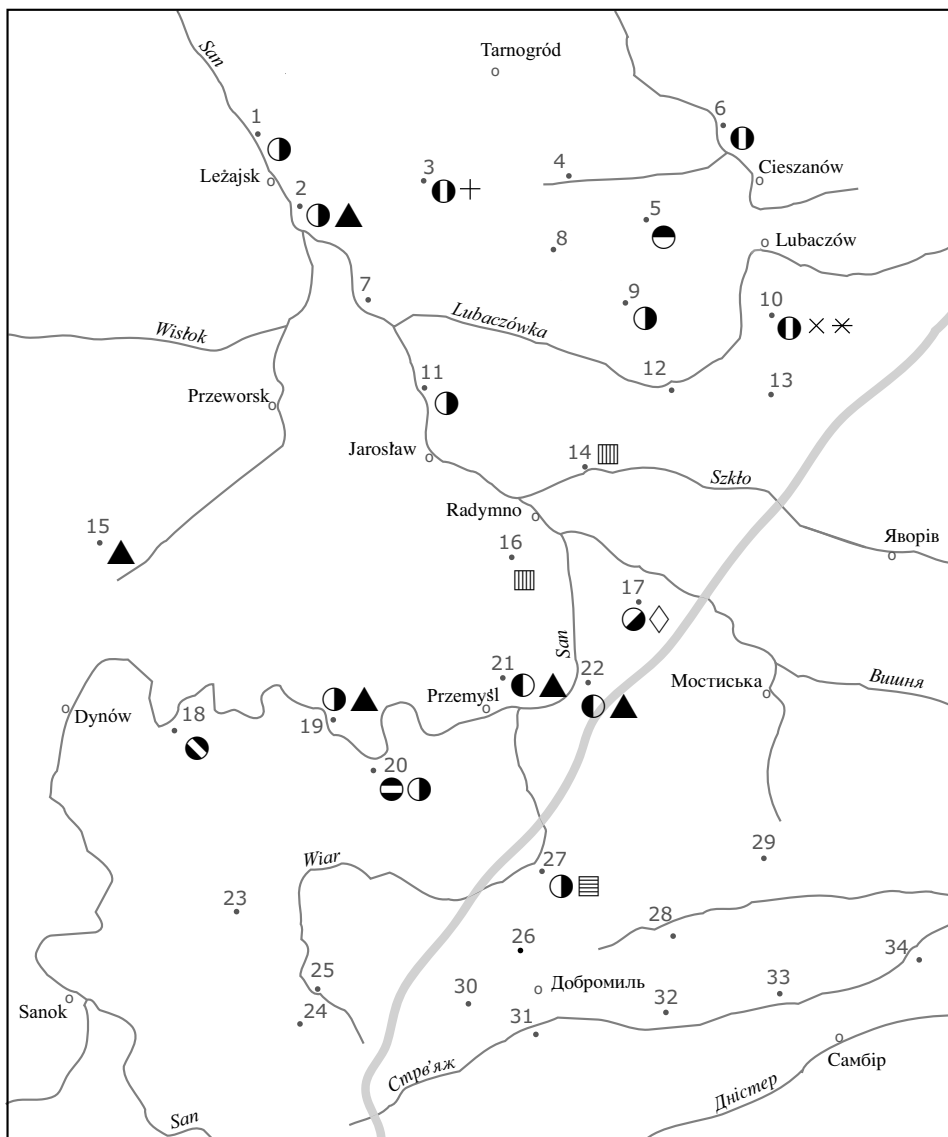 San
Tarnogród
1
6
Leżajsk
2
3
4
Cieszanów
5
8
Lubaczów
7
9
10
Lubaczówka
Wisłok
11
12
13
Przeworsk
Jarosław
14
Szkło
Radymno
15
16
Яворів
17
San
21
22
Przemyśl
Мостиська
Вишня
Dynów
18
19
20
29
Wiar
27
23
28
26
34
25
33
Sanok
24
30
Добромиль
32
31
Самбір
Стрв'яж
Дністер
San